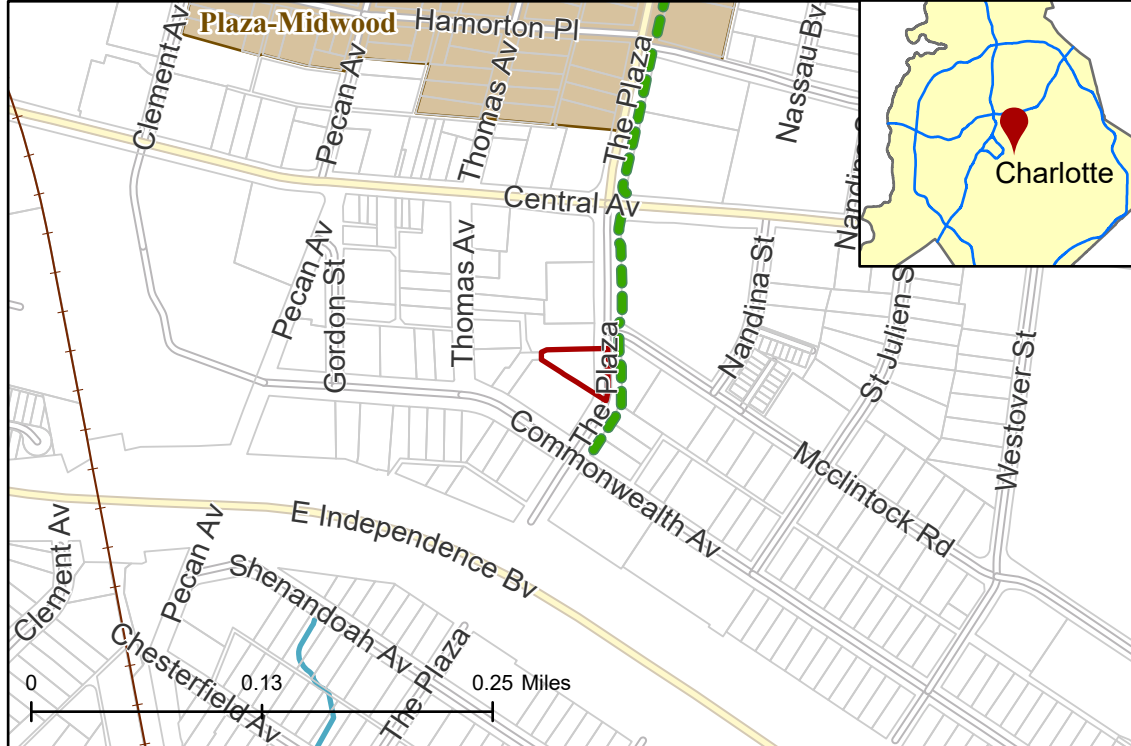 Plaza-Midwood
Hamorton Pl
Clement Av
Pecan Av
Thomas Av
The Plaza
Nassau Bv
Charlotte
Central Av
Nandina
Pecan Av
Gordon St
Thomas Av
The Plaza
Nandina St
St Julien S
Westover St
Commonwealth Av
Mcclintock Rd
E Independence Bv
Clement Av
Pecan Av
Shenandoah Av
Chesterfield Av
The Plaza
0 0.13 0.25 Miles